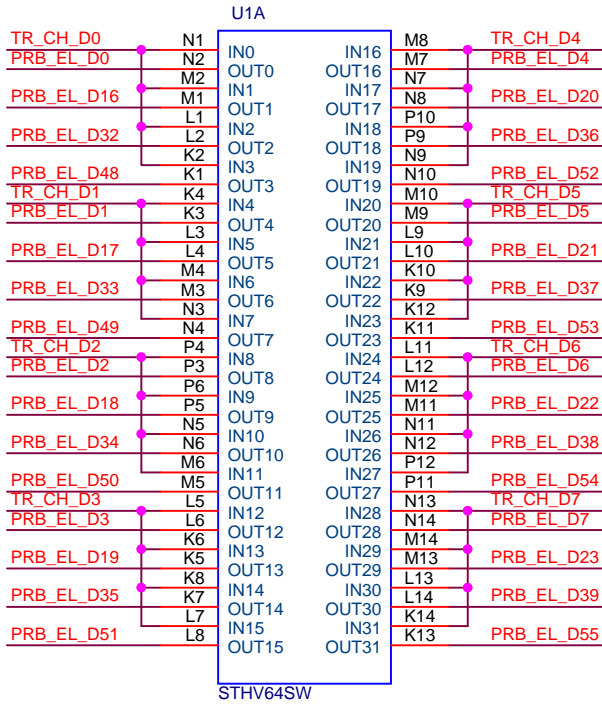 U1A
TR_CH_D0 N1 IN0 IN16 M8 TR_CH_D4
PRB_EL_D0 N2 OUT0 OUT16 M7 PRB_EL_D4
M2 IN1 IN17 N7
PRB_EL_D16 M1 OUT1 OUT17 N8 PRB_EL_D20
L1 IN2 IN18 P10
PRB_EL_D32 L2 OUT2 OUT18 P9 PRB_EL_D36
K2 IN3 IN19 N9
PRB_EL_D48 K1 OUT3 OUT19 N10 PRB_EL_D52
TR_CH_D1 K4 IN4 IN20 M10 TR_CH_D5
PRB_EL_D1 K3 OUT4 OUT20 M9 PRB_EL_D5
L3 IN5 IN21 L9
PRB_EL_D17 L4 OUT5 OUT21 L10 PRB_EL_D21
M4 IN6 IN22 K10
PRB_EL_D33 M3 OUT6 OUT22 K9 PRB_EL_D37
N3 IN7 IN23 K12
PRB_EL_D49 N4 OUT7 OUT23 K11 PRB_EL_D53
TR_CH_D2 P4 IN8 IN24 L11 TR_CH_D6
PRB_EL_D2 P3 OUT8 OUT24 L12 PRB_EL_D6
P6 IN9 IN25 M12
PRB_EL_D18 P5 OUT9 OUT25 M11 PRB_EL_D22
N5 IN10 IN26 N11
PRB_EL_D34 N6 OUT10 OUT26 N12 PRB_EL_D38
M6 IN11 IN27 P12
PRB_EL_D50 M5 OUT11 OUT27 P11 PRB_EL_D54
TR_CH_D3 L5 IN12 IN28 N13 TR_CH_D7
PRB_EL_D3 L6 OUT12 OUT28 N14 PRB_EL_D7
K6 IN13 IN29 M14
PRB_EL_D19 K5 OUT13 OUT29 M13 PRB_EL_D23
K8 IN14 IN30 L13
PRB_EL_D35 K7 OUT14 OUT30 L14 PRB_EL_D39
L7 IN15 IN31 K14
PRB_EL_D51 L8 OUT15 OUT31 K13 PRB_EL_D55
STHV64SW